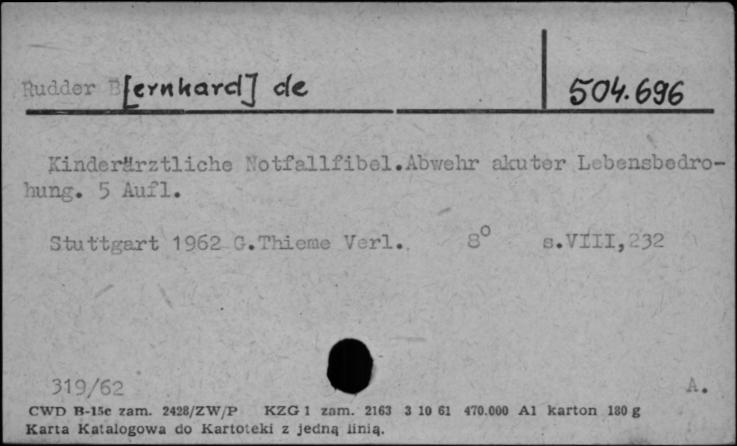 Rudder B[ernhard] de
504.696
Kinderärztliche Notfallfibel.Abwehr akuter Lebensbedro-
hung. 5 Aufl.
Stuttgart 1962 G.Thieme Verl. 8° s.VIII,232
319/62
A.
CWD B-15c zam. 2428/ZW/P KZG 1 zam. 2163 3 10 61 470.000 A1 karton 180 g
Karta Katalogowa do Kartoteki z jedną linią.